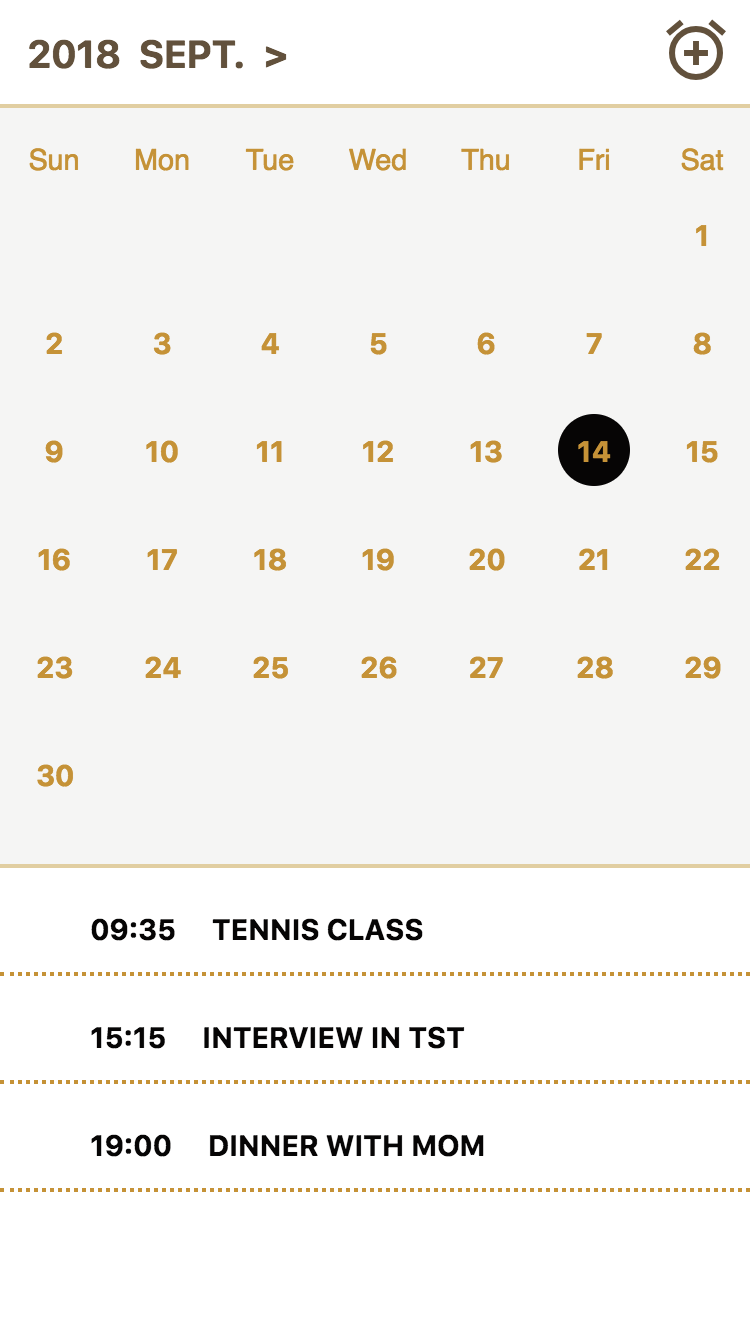 2018 SEPT. >
Sun Mon Tue Wed Thu Fri Sat
1
2 3 4 5 6 7 8
9 10 11 12 13 14 15
16 17 18 19 20 21 22
23 24 25 26 27 28 29
30
09:35 TENNIS CLASS
15:15 INTERVIEW IN TST
19:00 DINNER WITH MOM